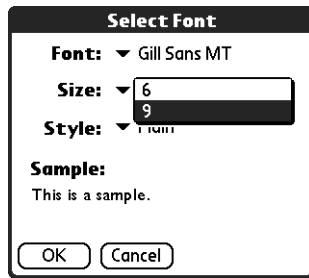 Select Font
Font: Gill Sans MT
Size: 6
9
Style:
Sample:
This is a sample.
OK Cancel